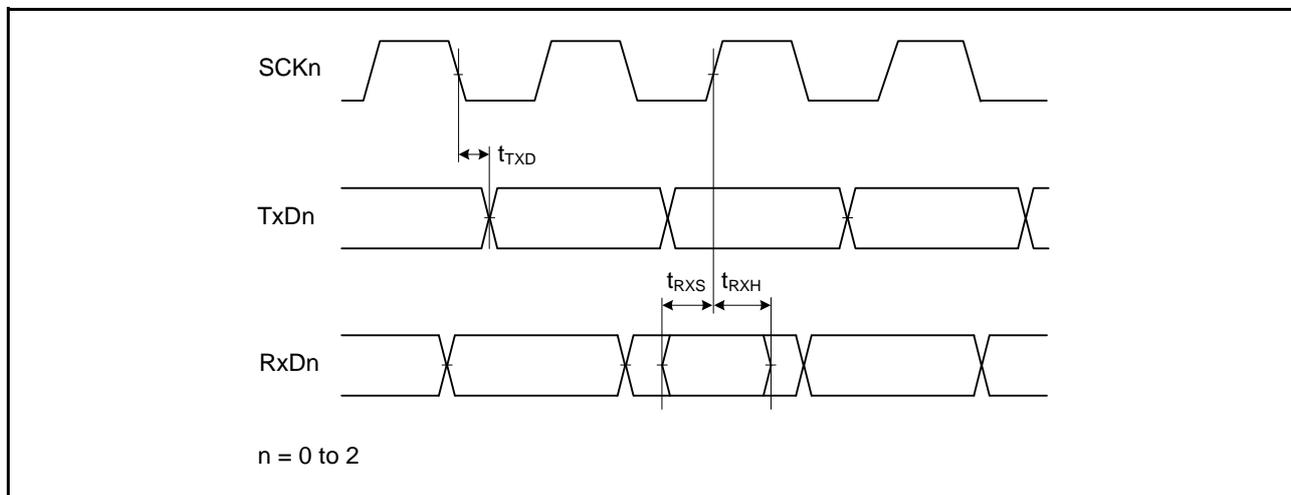 SCKn
tTXD
TxDn
tRXS tRXH
RxDn
n = 0 to 2